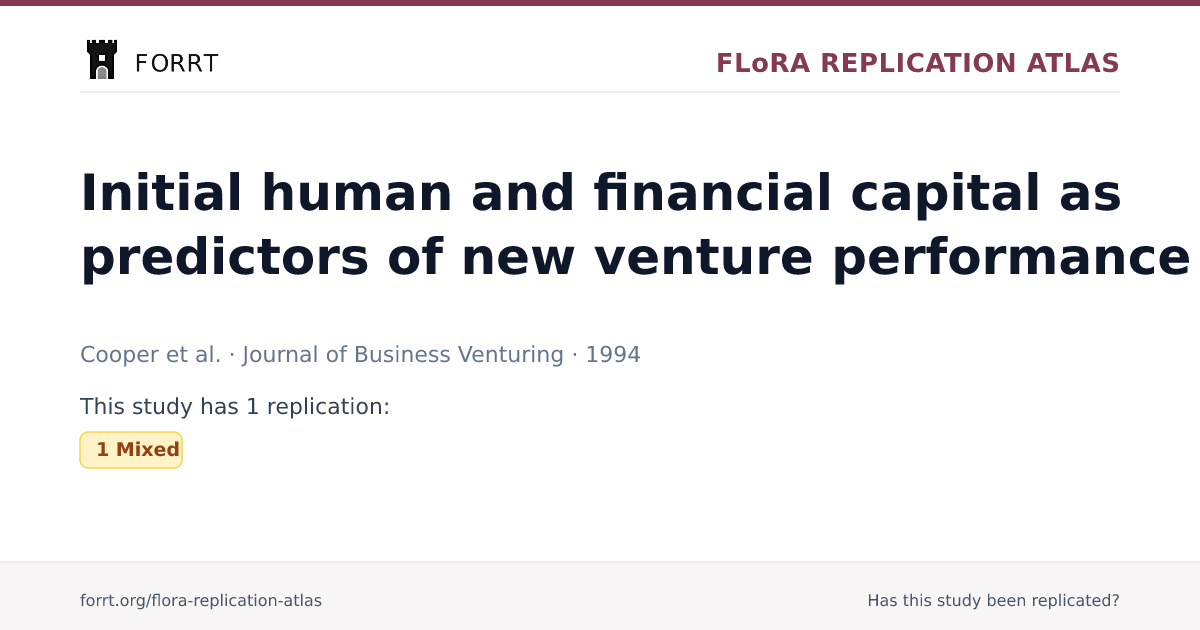 FORRT
FLoRA REPLICATION ATLAS
Initial human and financial capital as
predictors of new venture performance
Cooper et al. · Journal of Business Venturing · 1994
This study has 1 replication:
1 Mixed
forrt.org/flora-replication-atlas
Has this study been replicated?